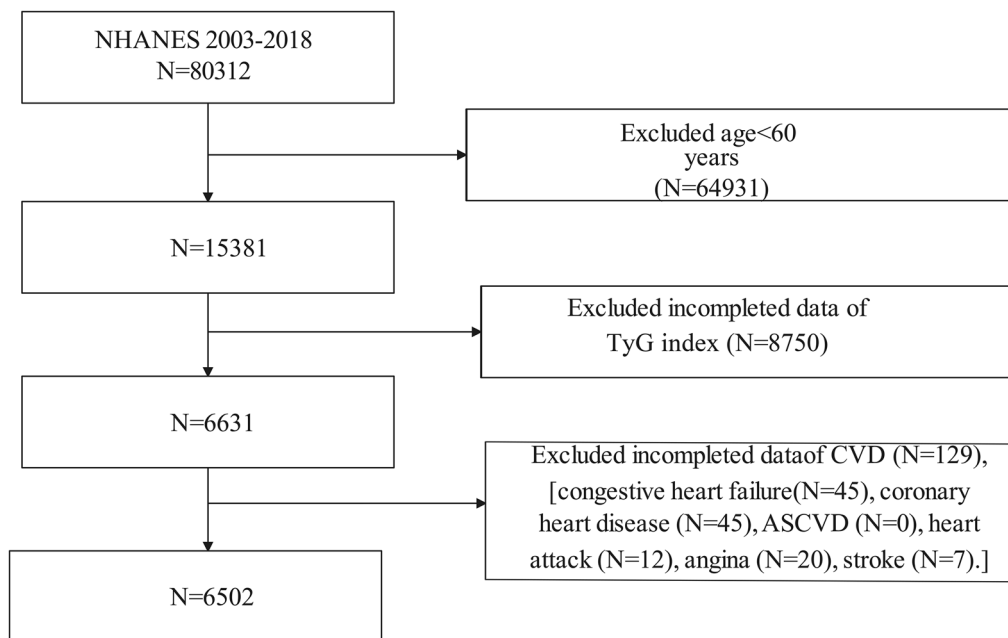 NHANES 2003-2018
N=80312
Excluded age<60
years
(N=64931)
N=15381
Excluded incompleted data of
TyG index (N=8750)
N=6631
Excluded incompleted dataof CVD (N=129),
[congestive heart failure(N=45), coronary
heart disease (N=45), ASCVD (N=0), heart
attack (N=12), angina (N=20), stroke (N=7).]
N=6502